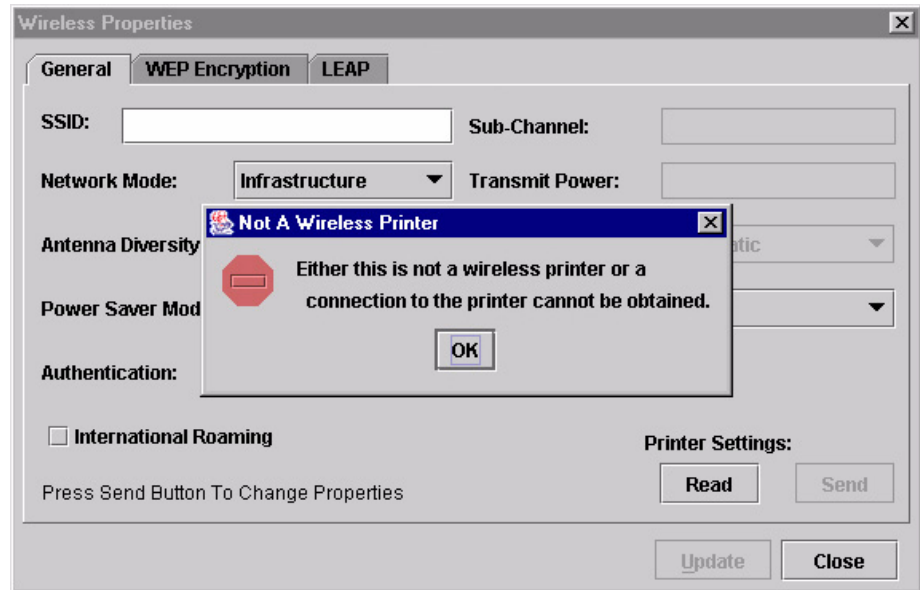 Wireless Properties
General WEP Encryption LEAP
SSID: Sub-Channel:
Network Mode: Infrastructure Transmit Power:
Not A Wireless Printer
Antenna Diversity
Either this is not a wireless printer or a
connection to the printer cannot be obtained.
Power Saver Mod
OK
Authentication:
International Roaming
Printer Settings:
Press Send Button To Change Properties Read Send
Update Close